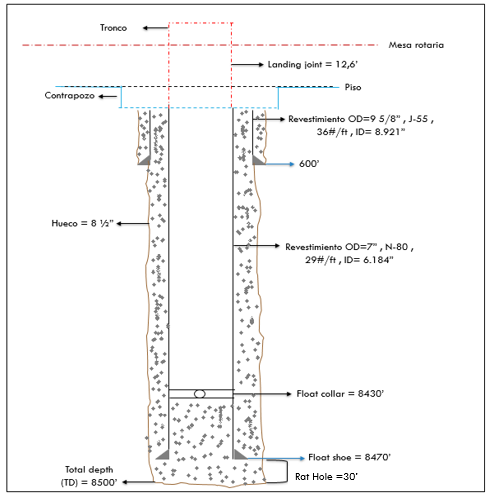 Tronco
Mesa rotaria
Landing joint = 12,6'
Piso
Contrapozo
Revestimiento OD=9 5/8" , J-55 ,
36#/ft , ID= 8.921"
600'
Hueco = 8 ½"
Revestimiento OD=7" , N-80 ,
29#/ft , ID= 6.184"
Float collar = 8430'
Float shoe = 8470'
Total depth
(TD) = 8500'
Rat Hole =30'